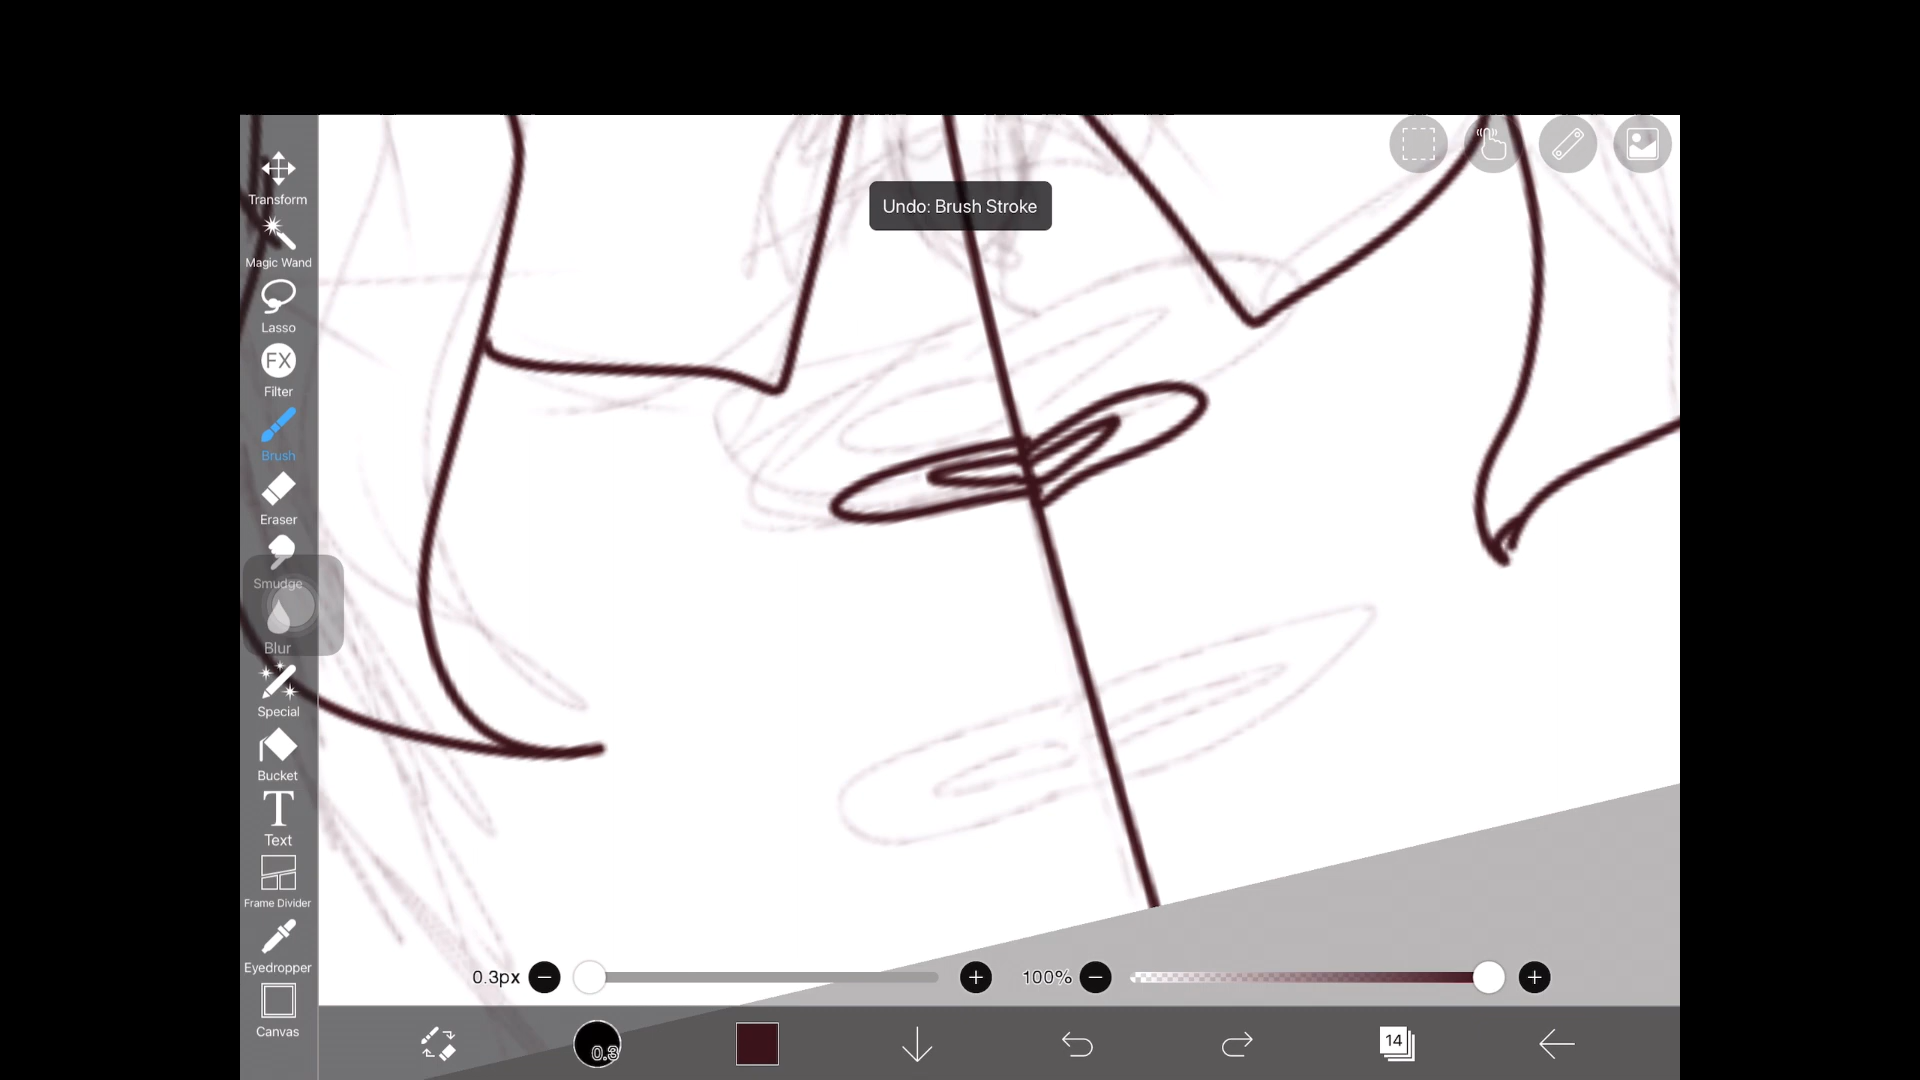 Undo: Brush Stroke
Transform
Magic Wand
Lasso
FX
Filter
Brush
Eraser
Smudge
Blur
Special
Bucket
T
Text
Frame Divider
Eyedropper
Canvas
0.3px
100%
0.3
14